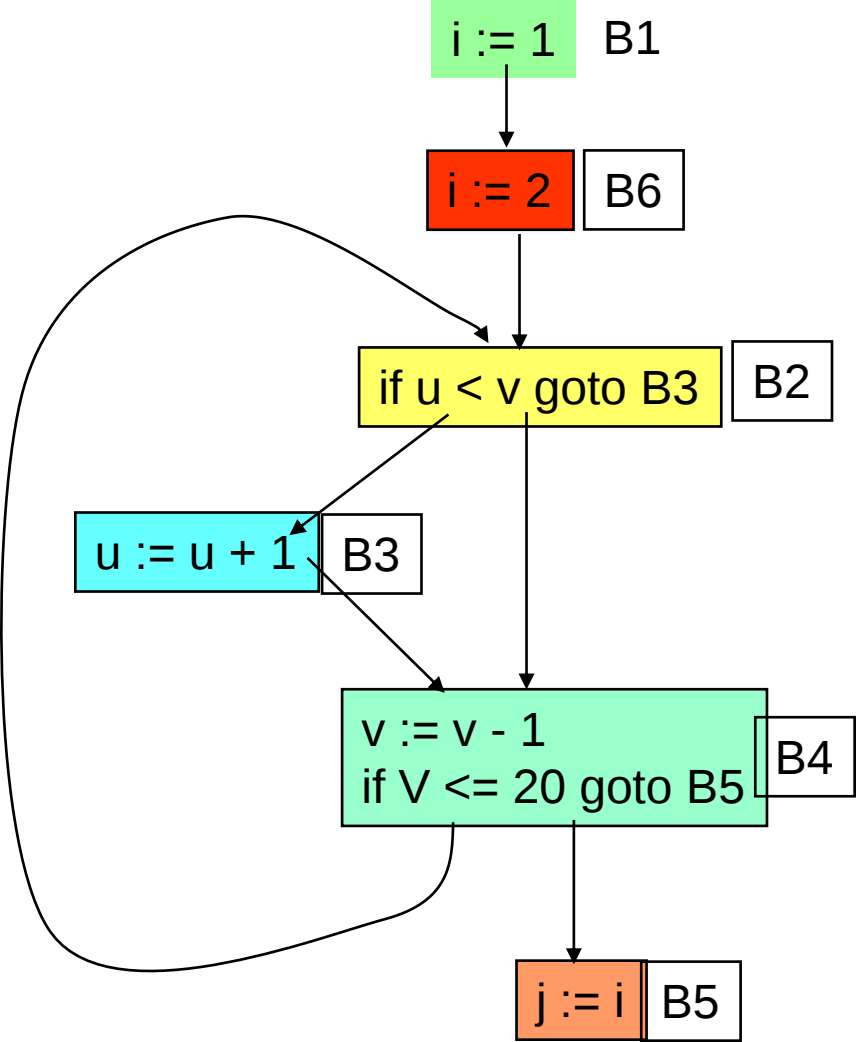 i := 1
B1
i := 2
B6
if u < v goto B3
B2
u := u + 1
B3
v := v - 1
if V <= 20 goto B5
B4
j := i
B5